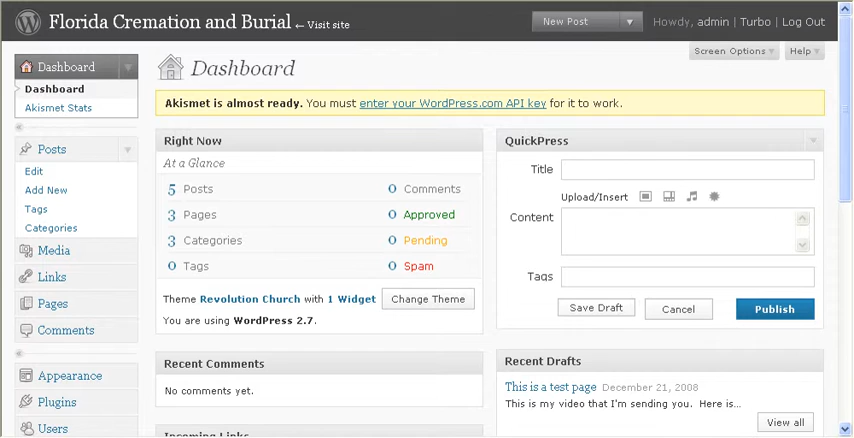 Florida Cremation and Burial ← Visit site
New Post
Howdy, admin | Turbo | Log Out
Screen Options
Help
Dashboard
Dashboard
Akismet Stats
Posts
Edit
Add New
Tags
Categories
Media
Links
Pages
Comments
Appearance
Plugins
Users
Dashboard
Akismet is almost ready. You must enter your WordPress.com API key for it to work.
Right Now
At a Glance
5 Posts 0 Comments
3 Pages 0 Approved
3 Categories 0 Pending
0 Tags 0 Spam
Theme Revolution Church with 1 Widget Change Theme
You are using WordPress 2.7.
Recent Comments
No comments yet.
Incoming Links
QuickPress
Title
Upload/Insert
Content
Tags
Save Draft Cancel Publish
Recent Drafts
This is a test page December 21, 2008
This is my video that I'm sending you. Here is...
View all